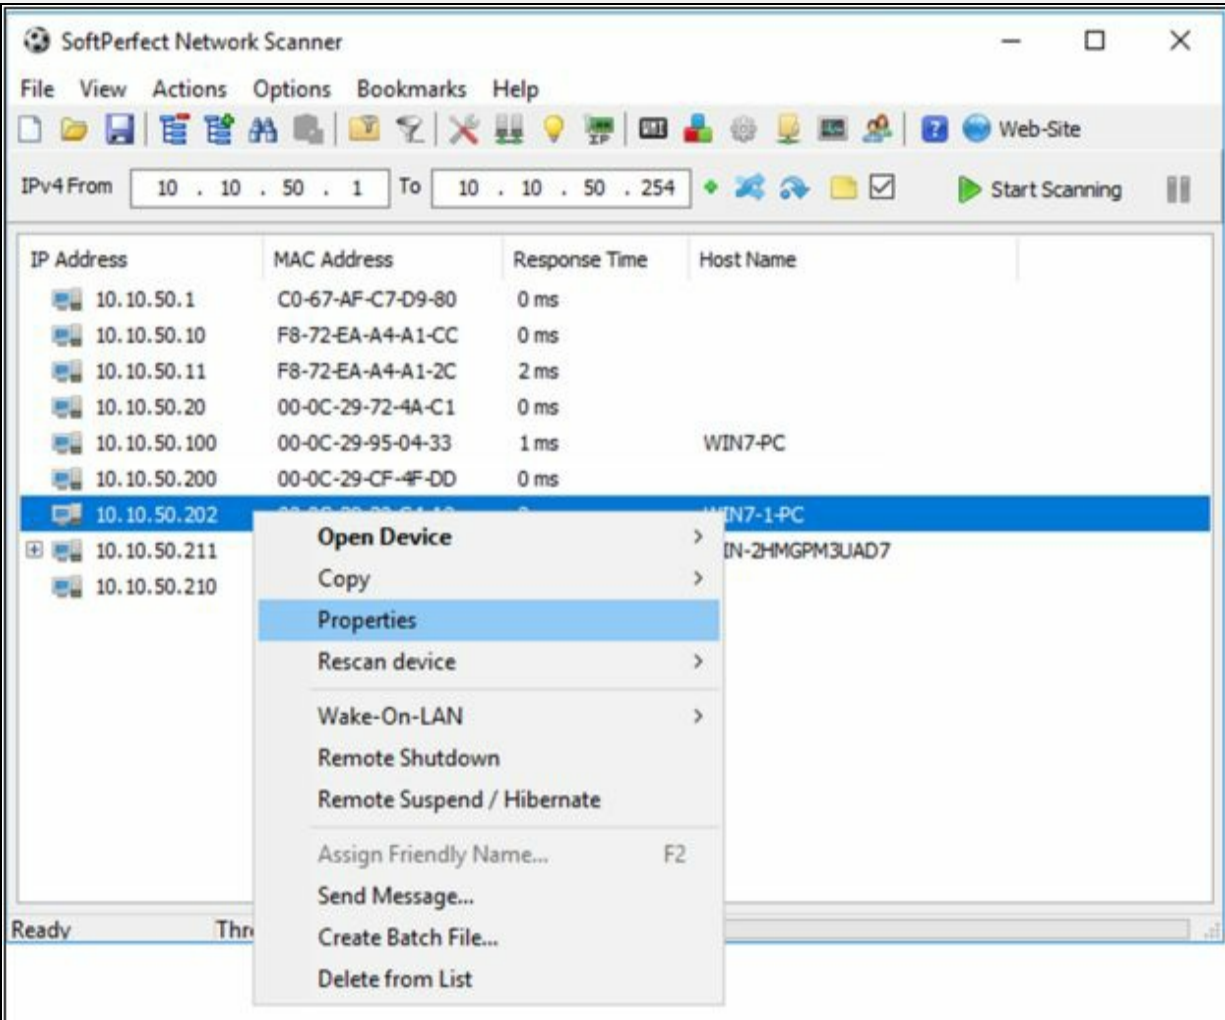 SoftPerfect Network Scanner
File View Actions Options Bookmarks Help
IP Web-Site
IPv4 From 10 . 10 . 50 . 1 To 10 . 10 . 50 . 254 Start Scanning
IP Address MAC Address Response Time Host Name
10.10.50.1 C0-67-AF-C7-D9-80 0 ms
10.10.50.10 F8-72-EA-A4-A1-CC 0 ms
10.10.50.11 F8-72-EA-A4-A1-2C 2 ms
10.10.50.20 00-0C-29-72-4A-C1 0 ms
10.10.50.100 00-0C-29-95-04-33 1 ms WIN7-PC
10.10.50.200 00-0C-29-CF-4F-DD 0 ms
10.10.50.202 WIN7-1-PC
10.10.50.211 IN-2HMGPM3UAD7
10.10.50.210
Open Device
Copy
Properties
Rescan device
Wake-On-LAN
Remote Shutdown
Remote Suspend / Hibernate
Assign Friendly Name... F2
Send Message...
Create Batch File...
Delete from List
Ready Thr